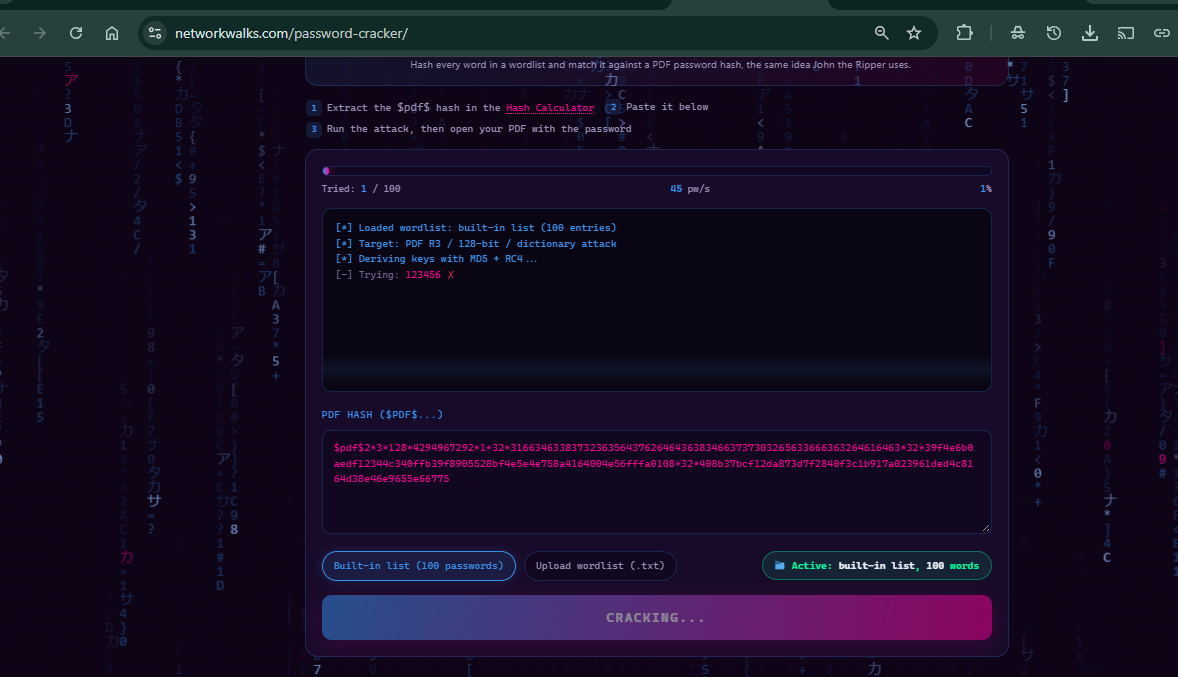 networkwalks.com/password-cracker/
Hash every word in a wordlist and match it against a PDF password hash, the same idea John the Ripper uses.
1 Extract the $pdf$ hash in the Hash Calculator 2 Paste it below
3 Run the attack, then open your PDF with the password
Tried: 1 / 100 45 pw/s 1%
[*] Loaded wordlist: built-in list (100 entries)
[*] Target: PDF R3 / 128-bit / dictionary attack
[*] Deriving keys with MD5 + RC4...
[–] Trying: 123456 ✗
PDF HASH ($PDF$...)
$pdf$2*3*128*4294967292*1*32*3166346338373236356437626464363834663737303265633666363264616463*32*39f4e6b0
aedf12344c340ffb39f8905528bf4e5e4e758a4164004e56fffa0108*32*408b37bcf12da873d7f2840f3c1b917a023961ded4c81
64d38e46e9655e66775
Built-in list (100 passwords) Upload wordlist (.txt) Active: built-in list, 100 words
CRACKING...